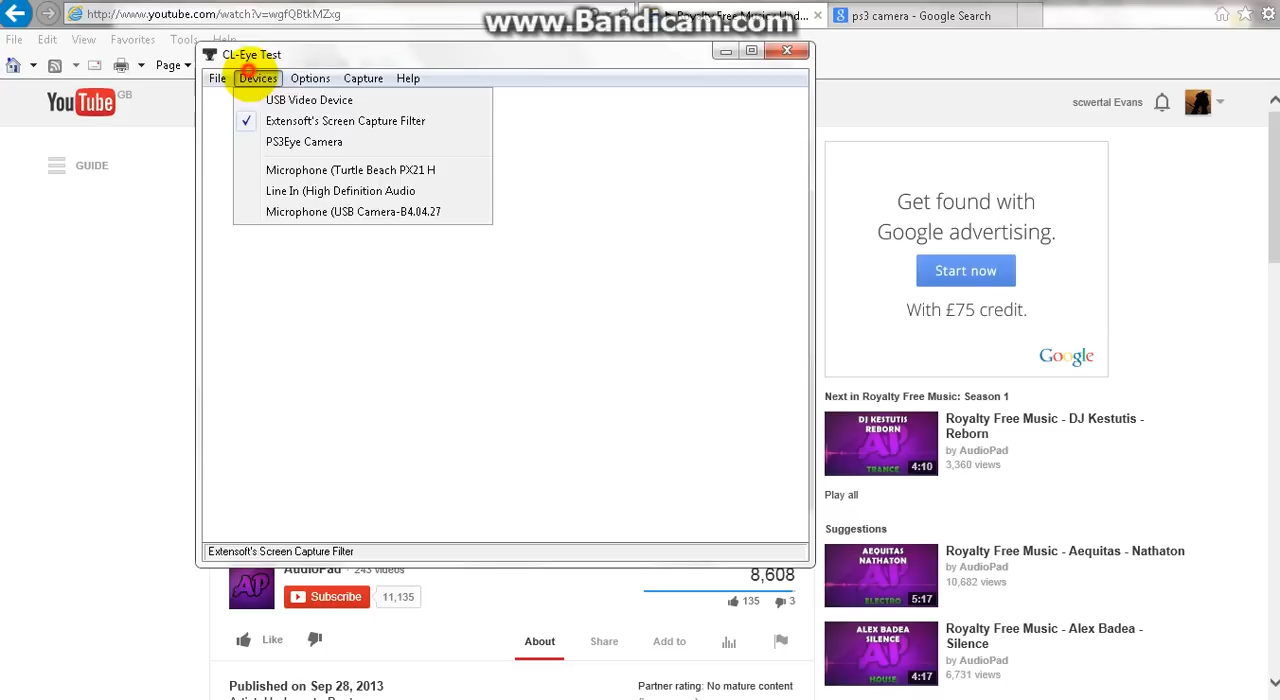 http://www.youtube.com/watch?v=wgfQBtkMZxg
ps3 camera - Google Search
www.Bandicam.com
File Edit View Favorites Tools
Page
CL-Eye Test
File Devices Options Capture Help
USB Video Device
Extensoft's Screen Capture Filter
PS3Eye Camera
Microphone (Turtle Beach PX21 H
Line In (High Definition Audio
Microphone (USB Camera-B4.04.27
Extensoft's Screen Capture Filter
YouTube GB
GUIDE
scwertal Evans
Get found with
Google advertising.
Start now
With £75 credit.
Google
Next in Royalty Free Music: Season 1
DJ KESTUTIS
REBORN
TRANCE
4:10
Royalty Free Music - DJ Kestutis -
Reborn
by AudioPad
3,360 views
Play all
Suggestions
AEQUITAS
NATHATON
ELECTRO
5:17
Royalty Free Music - Aequitas - Nathaton
by AudioPad
10,682 views
ALEX BADEA
SILENCE
HOUSE
4:17
Royalty Free Music - Alex Badea -
Silence
by AudioPad
6,731 views
AP
AudioPad · 243 videos
Subscribe 11,135
8,608
135 3
Like
About Share Add to
Published on Sep 28, 2013
Partner rating: No mature content